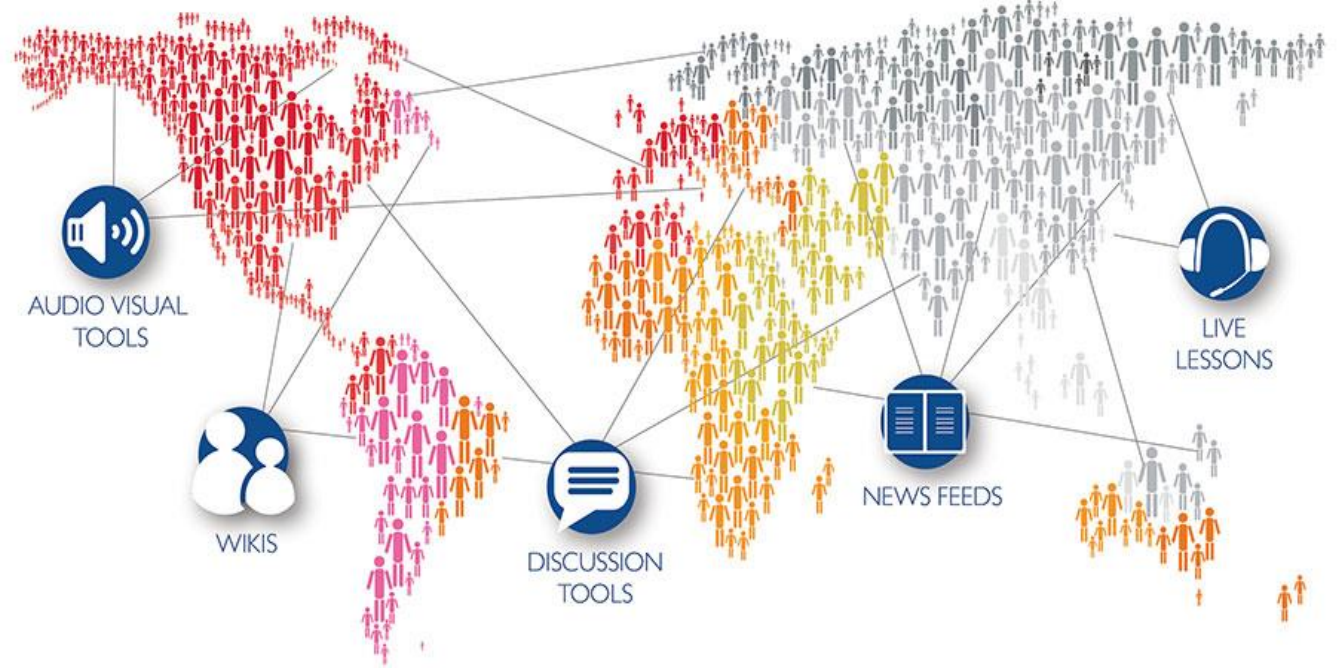 AUDIO VISUAL
TOOLS
WIKIS
DISCUSSION
TOOLS
NEWS FEEDS
LIVE
LESSONS